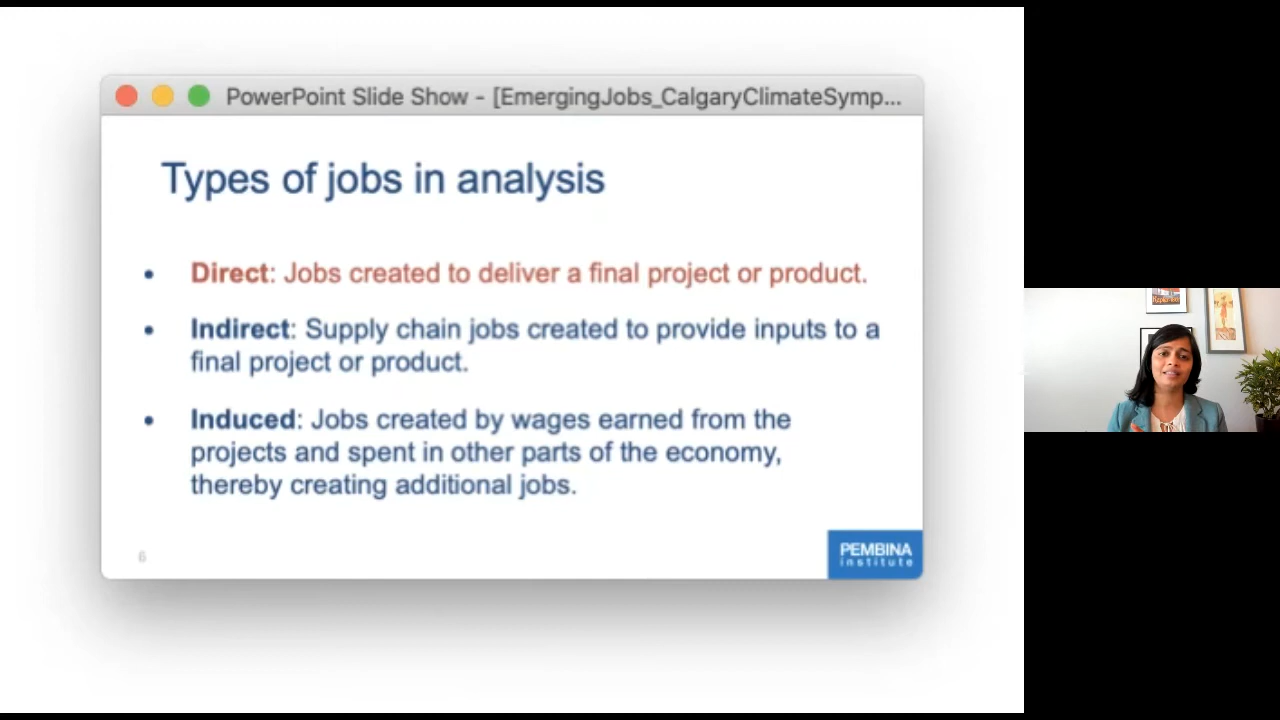 PowerPoint Slide Show - [EmergingJobs_CalgaryClimateSymp...
Types of jobs in analysis
• Direct: Jobs created to deliver a final project or product.
• Indirect: Supply chain jobs created to provide inputs to a
final project or product.
• Induced: Jobs created by wages earned from the
projects and spent in other parts of the economy,
thereby creating additional jobs.
6
PEMBINA
institute